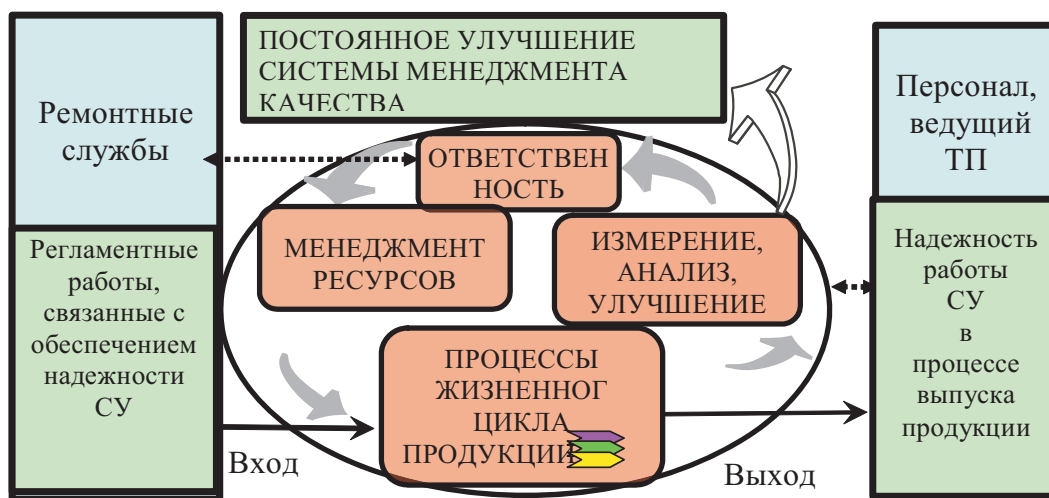 ПОСТОЯННОЕ УЛУЧШЕНИЕ
СИСТЕМЫ МЕНЕДЖМЕНТА
КАЧЕСТВА
Ремонтные
службы
Персонал,
ведущий
ТП
ОТВЕТСТВЕН
НОСТЬ
МЕНЕДЖМЕНТ
РЕСУРСОВ
ИЗМЕРЕНИЕ,
АНАЛИЗ,
УЛУЧШЕНИЕ
Регламентные
работы,
связанные с
обеспечением
надежности
СУ
Надежность
работы
СУ
в
процессе
выпуска
продукции
ПРОЦЕССЫ
ЖИЗНЕННОГ
ЦИКЛА
ПРОДУКЦИИ
Вход
Выход